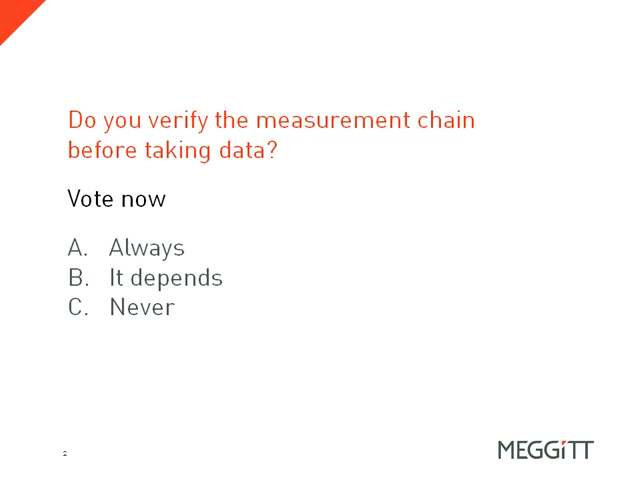 Do you verify the measurement chain
before taking data?
Vote now
A. Always
B. It depends
C. Never
2
MEGGiTT